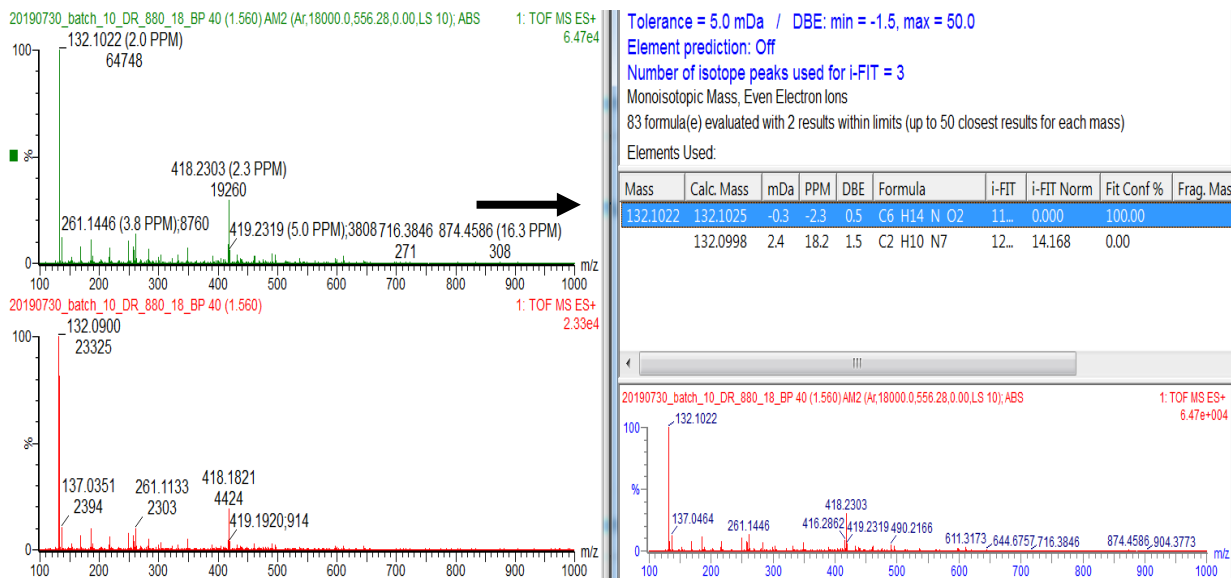 20190730_batch_10_DR_880_18_BP 40 (1.560) AM2 (Ar,18000.0,556.28,0.00,LS 10); ABS
1: TOF MS ES+
6.47e4
100
%
0
132.1022 (2.0 PPM)
64748
418.2303 (2.3 PPM)
19260
261.1446 (3.8 PPM);8760
419.2319 (5.0 PPM);3808
716.3846
271
874.4586 (16.3 PPM)
308
100 200 300 400 500 600 700 800 900 1000
m/z
20190730_batch_10_DR_880_18_BP 40 (1.560)
1: TOF MS ES+
2.33e4
100
%
0
132.0900
23325
137.0351
2394
261.1133
2303
418.1821
4424
419.1920;914
100 200 300 400 500 600 700 800 900 1000
m/z
Tolerance = 5.0 mDa / DBE: min = -1.5, max = 50.0
Element prediction: Off
Number of isotope peaks used for i-FIT = 3
Monoisotopic Mass, Even Electron Ions
83 formula(e) evaluated with 2 results within limits (up to 50 closest results for each mass)
Elements Used:
Mass Calc. Mass mDa PPM DBE Formula i-FIT i-FIT Norm Fit Conf % Frag. Mas
132.1022 132.1025 -0.3 -2.3 0.5 C6 H14 N O2 11... 0.000 100.00
132.0998 2.4 18.2 1.5 C2 H10 N7 12... 14.168 0.00
20190730_batch_10_DR_880_18_BP 40 (1.560) AM2 (Ar,18000.0,556.28,0.00,LS 10); ABS
1: TOF MS ES+
6.47e+004
100
%
0
132.1022
137.0464
261.1446
418.2303
416.2862
419.2319
490.2166
611.3173
644.6757
716.3846
874.4586
904.3773
100 200 300 400 500 600 700 800 900 1000
m/z